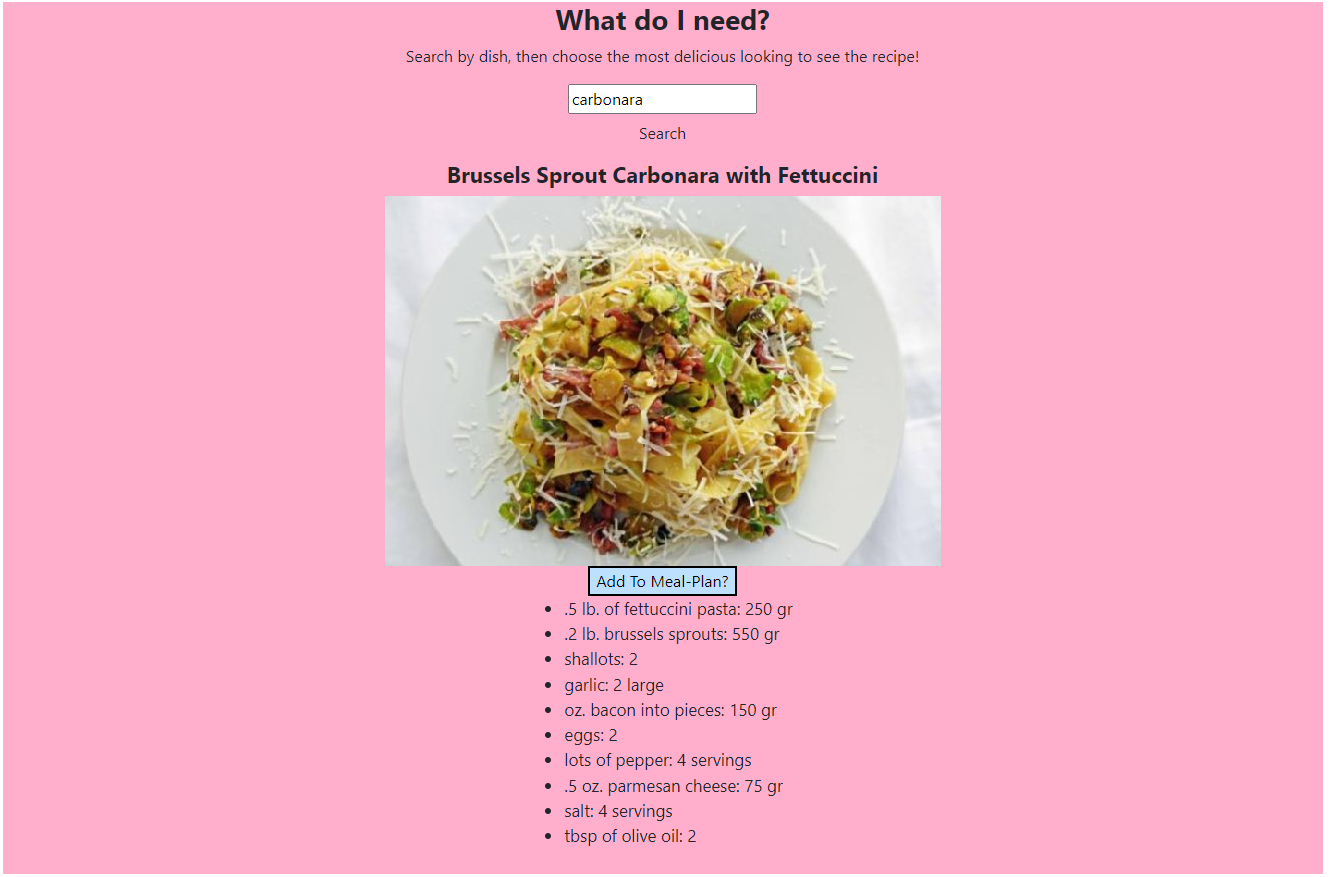 What do I need?
Search by dish, then choose the most delicious looking to see the recipe!
carbonara
Search
Brussels Sprout Carbonara with Fettuccini
Add To Meal-Plan?
• .5 lb. of fettuccini pasta: 250 gr
• .2 lb. brussels sprouts: 550 gr
• shallots: 2
• garlic: 2 large
• oz. bacon into pieces: 150 gr
• eggs: 2
• lots of pepper: 4 servings
• .5 oz. parmesan cheese: 75 gr
• salt: 4 servings
• tbsp of olive oil: 2